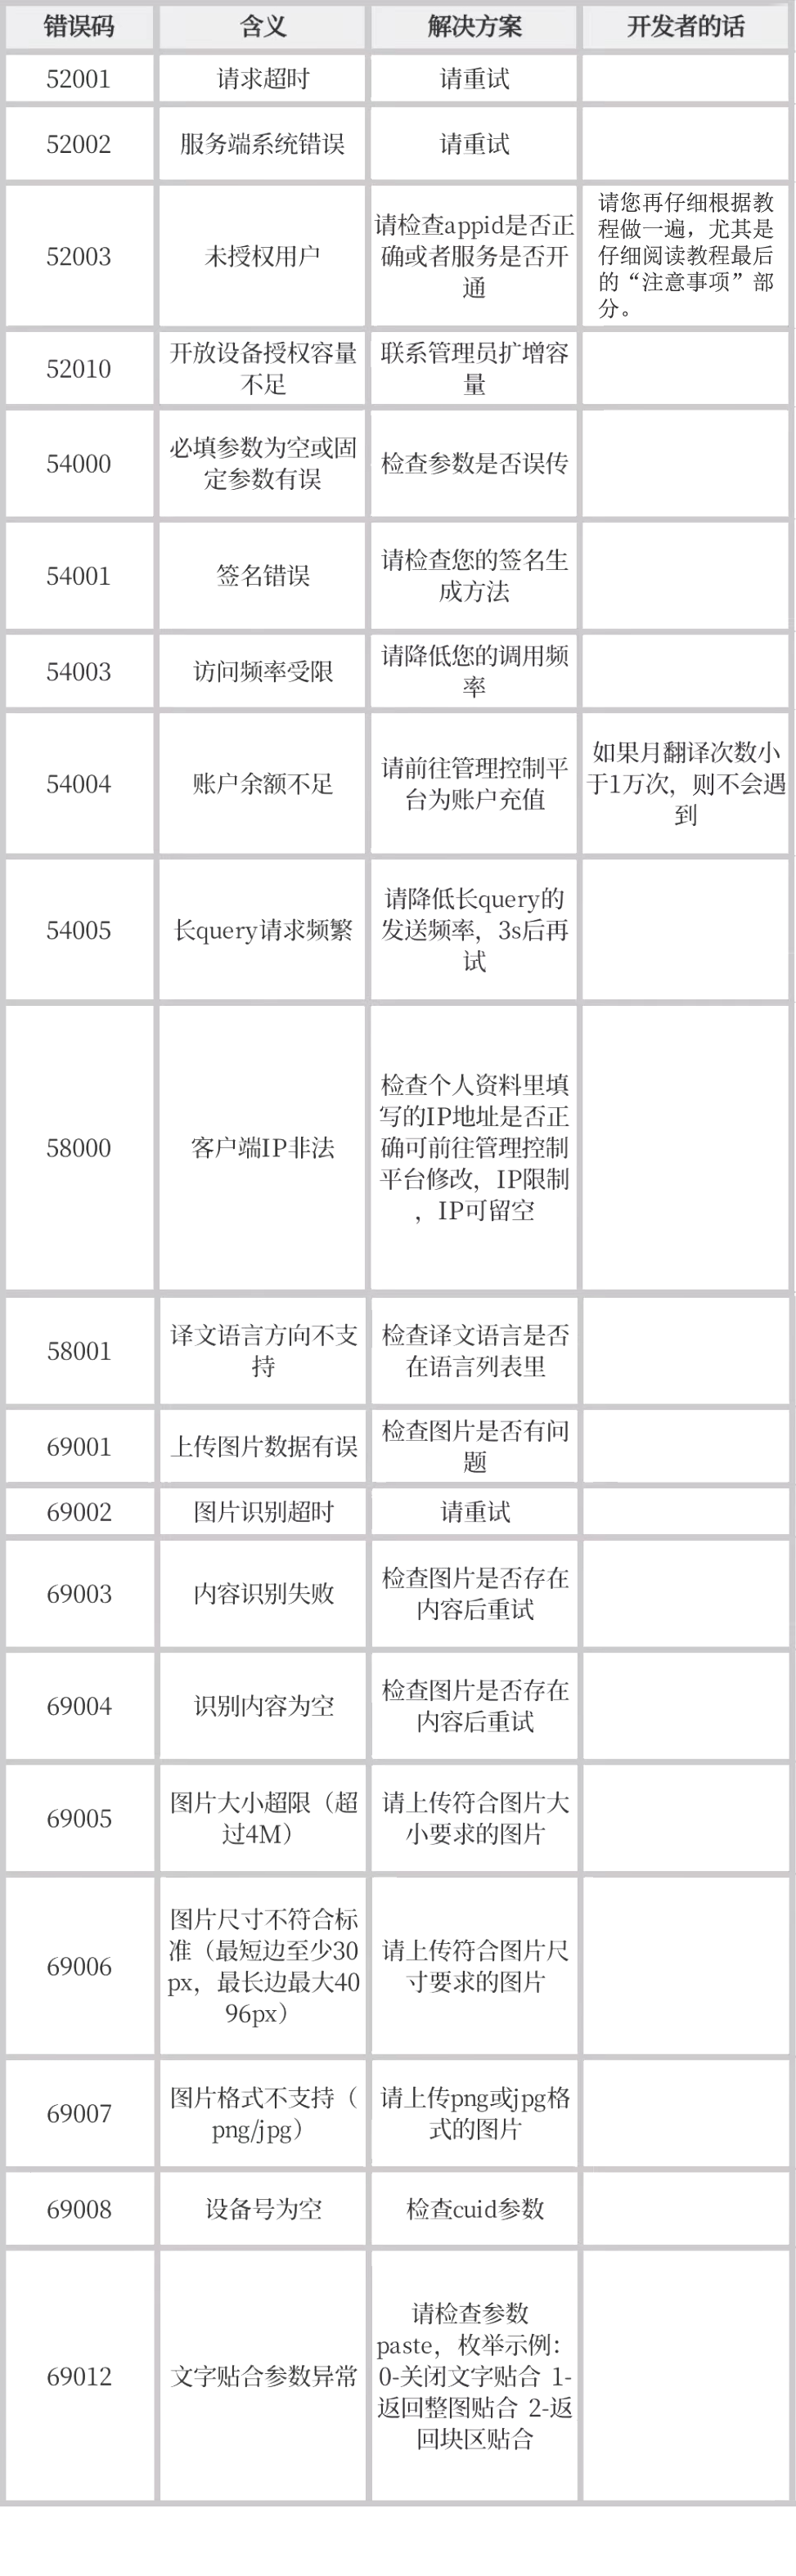 错误码 含义 解决方案 开发者的话
52001 请求超时 请重试
52002 服务端系统错误 请重试
52003 未授权用户
请检查appid是否正
确或者服务是否开
通
请您再仔细根据教
程做一遍，尤其是
仔细阅读教程最后
的“注意事项”部
分。
52010
开放设备授权容量
不足
联系管理员扩增容
量
54000
必填参数为空或固
定参数有误
检查参数是否误传
54001 签名错误
请检查您的签名生
成方法
54003 访问频率受限
请降低您的调用频
率
54004 账户余额不足
请前往管理控制平
台为账户充值
如果月翻译次数小
于1万次，则不会遇
到
54005 长query请求频繁
请降低长query的
发送频率，3s后再
试
58000 客户端IP非法
检查个人资料里填
写的IP地址是否正
确可前往管理控制
平台修改，IP限制
，IP可留空
58001
译文语言方向不支
持
检查译文语言是否
在语言列表里
69001 上传图片数据有误
检查图片是否有问
题
69002 图片识别超时 请重试
69003 内容识别失败
检查图片是否存在
内容后重试
69004 识别内容为空
检查图片是否存在
内容后重试
69005
图片大小超限（超
过4M）
请上传符合图片大
小要求的图片
69006
图片尺寸不符合标
准（最短边至少30
px，最长边最大40
96px）
请上传符合图片尺
寸要求的图片
69007
图片格式不支持（
png/jpg）
请上传png或jpg格
式的图片
69008 设备号为空 检查cuid参数
69012 文字贴合参数异常
请检查参数
paste，枚举示例：
0-关闭文字贴合 1-
返回整图贴合 2-返
回块区贴合